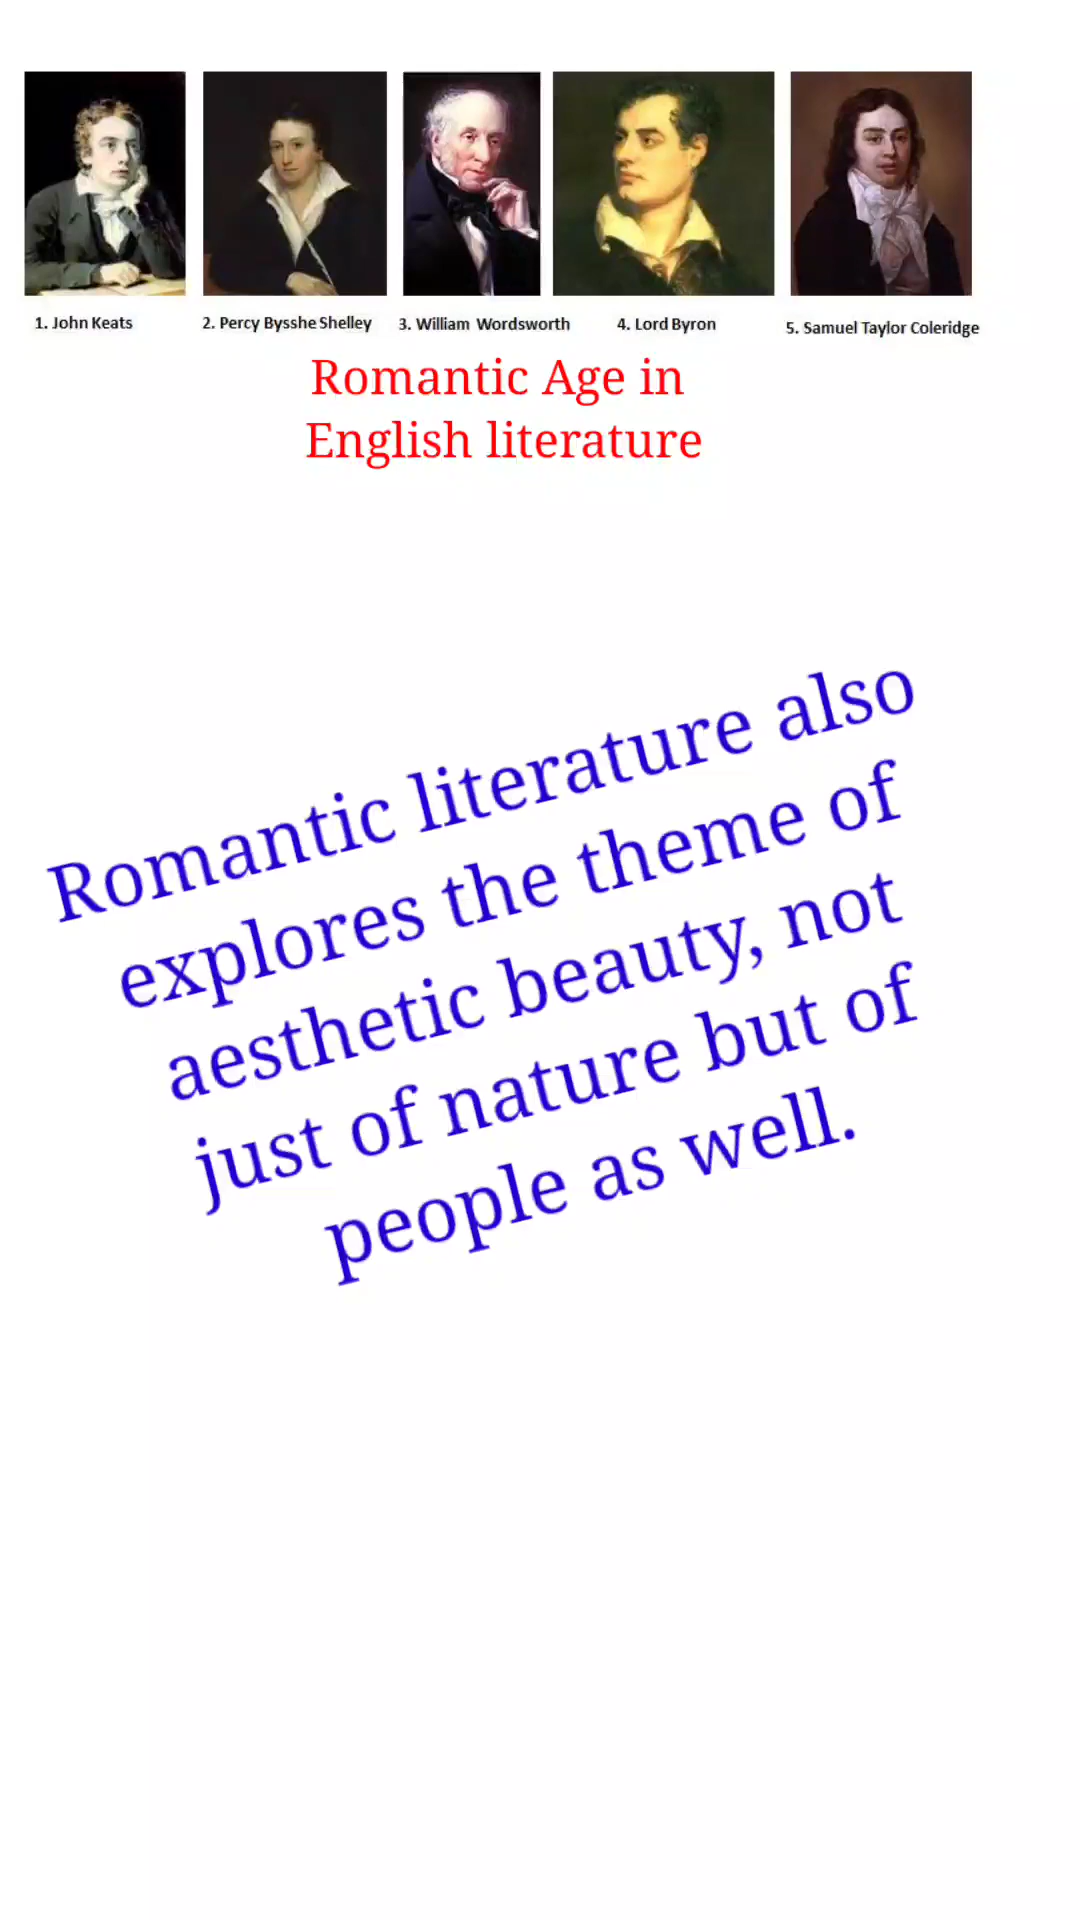 1. John Keats 2. Percy Bysshe Shelley 3. William Wordsworth 4. Lord Byron 5. Samuel Taylor Coleridge
Romantic Age in
English literature
Romantic literature also
explores the theme of
aesthetic beauty, not
just of nature but of
people as well.